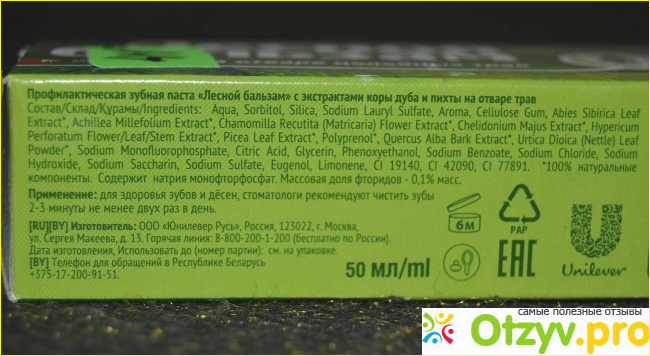 Профилактическая зубная паста «Лесной бальзам» с экстрактами коры дуба и пихты на отваре трав
Состав/Склад/Құрамы/Ingredients: Aqua, Sorbitol, Silica, Sodium Lauryl Sulfate, Aroma, Cellulose Gum, Abies Sibirica Leaf
Extract*, Achillea Millefolium Extract*, Chamomilla Recutita (Matricaria) Flower Extract*, Chelidonium Majus Extract*, Hypericum
Perforatum Flower/Leaf/Stem Extract*, Picea Leaf Extract*, Polyprenol*, Quercus Alba Bark Extract*, Urtica Dioica (Nettle) Leaf
Powder*, Sodium Monofluorophosphate, Citric Acid, Glycerin, Phenoxyethanol, Sodium Benzoate, Sodium Chloride, Sodium
Hydroxide, Sodium Saccharin, Sodium Sulfate, Eugenol, Limonene, CI 19140, CI 42090, CI 77891. *100% натуральные
компоненты. Содержит натрия монофторфосфат. Массовая доля фторидов - 0,1% масс.
Применение: для здоровья зубов и дёсен, стоматологи рекомендуют чистить зубы
2-3 минуты не менее двух раз в день.
[RU][BY] Изготовитель: ООО «Юнилевер Русь», Россия, 123022, г. Москва,
ул. Сергея Макеева, д. 13. Горячая линия: 8-800-200-1-200 (бесплатно по России).
Дата изготовления, Использовать до (номер партии): см. на упаковке.
[BY] Телефон для обращений в Республике Беларусь
+375-17-200-91-51.
50 мл/ml
6М
PAP
EAC
Unilever
самые полезные отзывы
Otzyv.pro